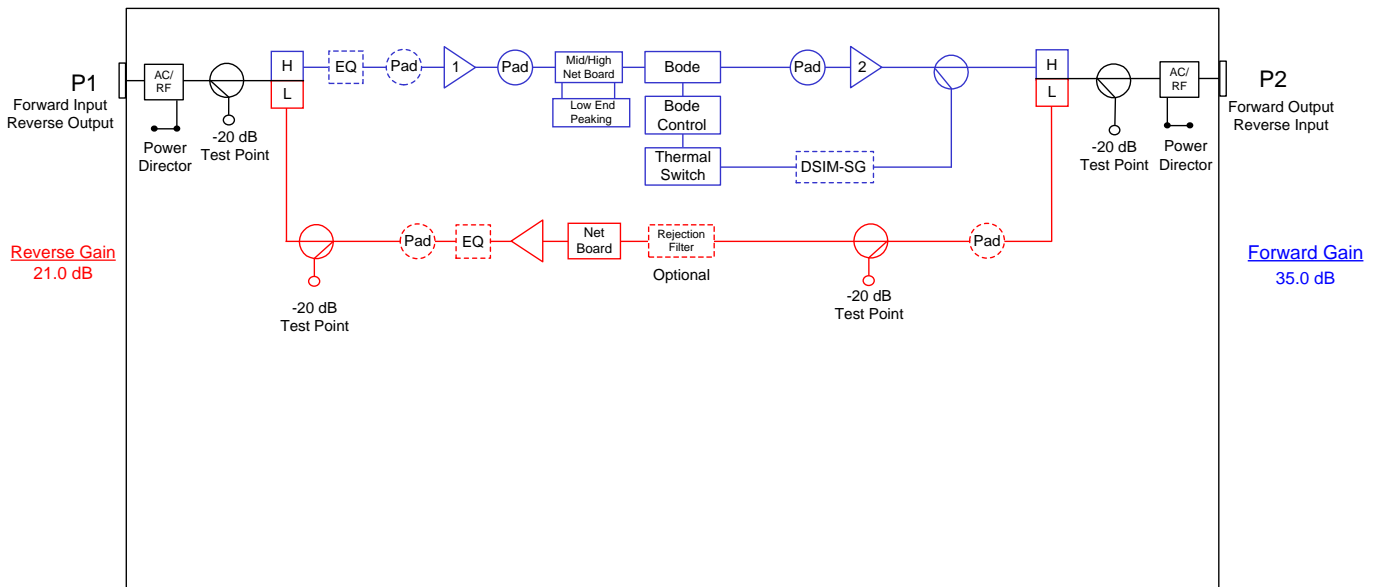 P1
Forward Input
Reverse Output
AC/
RF
Power
Director
-20 dB
Test Point
H
L
EQ
Pad
1
Pad
Mid/High
Net Board
Low End
Peaking
Bode
Bode
Control
Thermal
Switch
Pad
2
DSIM-SG
H
L
-20 dB
Test Point
AC/
RF
Power
Director
P2
Forward Output
Reverse Input
Reverse Gain
21.0 dB
-20 dB
Test Point
Pad
EQ
Net
Board
Rejection
Filter
Optional
-20 dB
Test Point
Pad
Forward Gain
35.0 dB